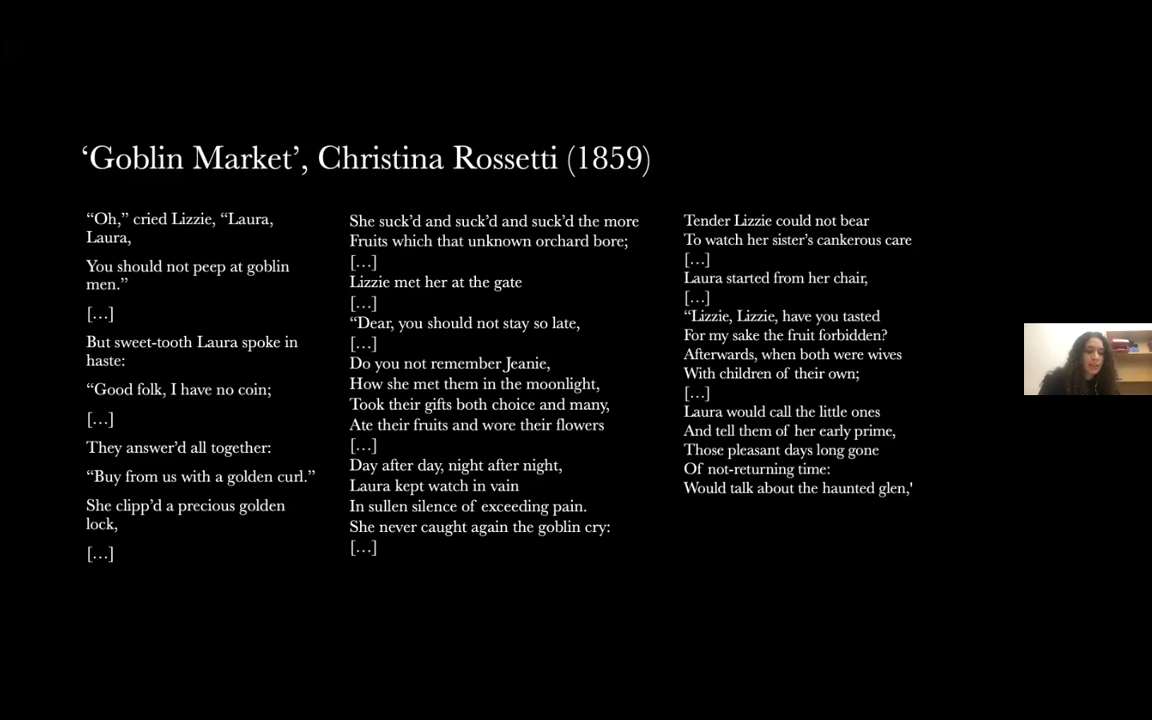 ‘Goblin Market’, Christina Rossetti (1859)
“Oh,” cried Lizzie, “Laura,
Laura,
You should not peep at goblin
men.”
[…]
But sweet-tooth Laura spoke in
haste:
“Good folk, I have no coin;
[…]
They answer’d all together:
“Buy from us with a golden curl.”
She clipp’d a precious golden
lock,
[…]
She suck’d and suck’d and suck’d the more
Fruits which that unknown orchard bore;
[…]
Lizzie met her at the gate
[…]
“Dear, you should not stay so late,
[…]
Do you not remember Jeanie,
How she met them in the moonlight,
Took their gifts both choice and many,
Ate their fruits and wore their flowers
[…]
Day after day, night after night,
Laura kept watch in vain
In sullen silence of exceeding pain.
She never caught again the goblin cry:
[…]
Tender Lizzie could not bear
To watch her sister’s cankerous care
[…]
Laura started from her chair,
[…]
“Lizzie, Lizzie, have you tasted
For my sake the fruit forbidden?
Afterwards, when both were wives
With children of their own;
[…]
Laura would call the little ones
And tell them of her early prime,
Those pleasant days long gone
Of not-returning time:
Would talk about the haunted glen,'